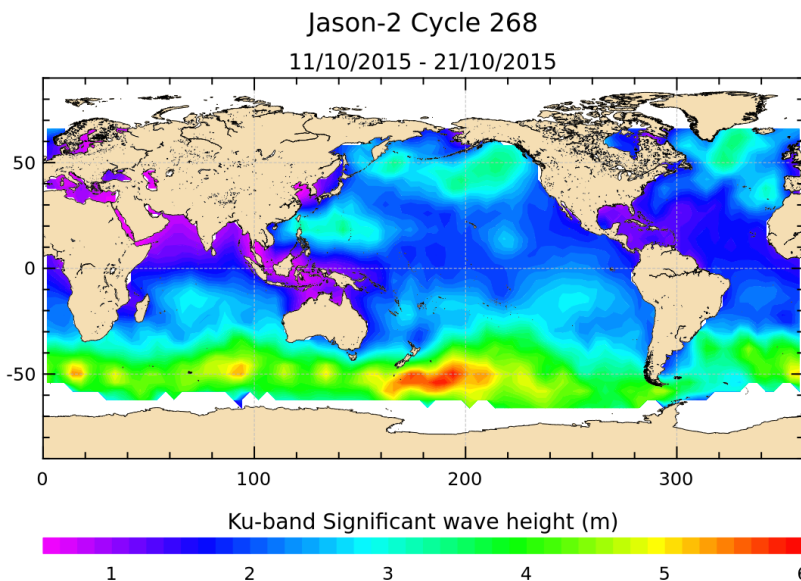 Jason-2 Cycle 268
11/10/2015 - 21/10/2015
50
0
-50
0 100 200 300
Ku-band Significant wave height (m)
1 2 3 4 5 6